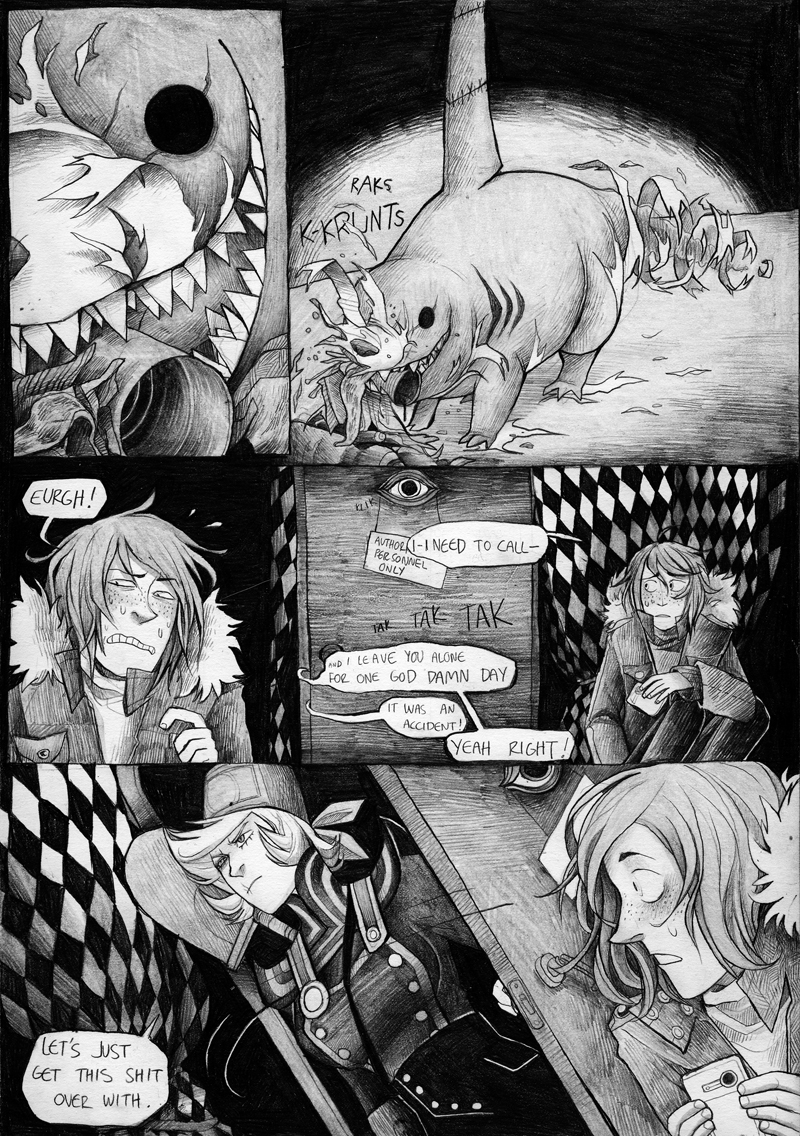 RAKS
K-KRUNTS
EURGH!
KLIK
AUTHOR
PERSONNEL
ONLY
I-I NEED TO CALL-
TAK TAK TAK
AND I LEAVE YOU ALONE
FOR ONE GOD DAMN DAY
IT WAS AN
ACCIDENT!
YEAH RIGHT!
LET'S JUST
GET THIS SHIT
OVER WITH.